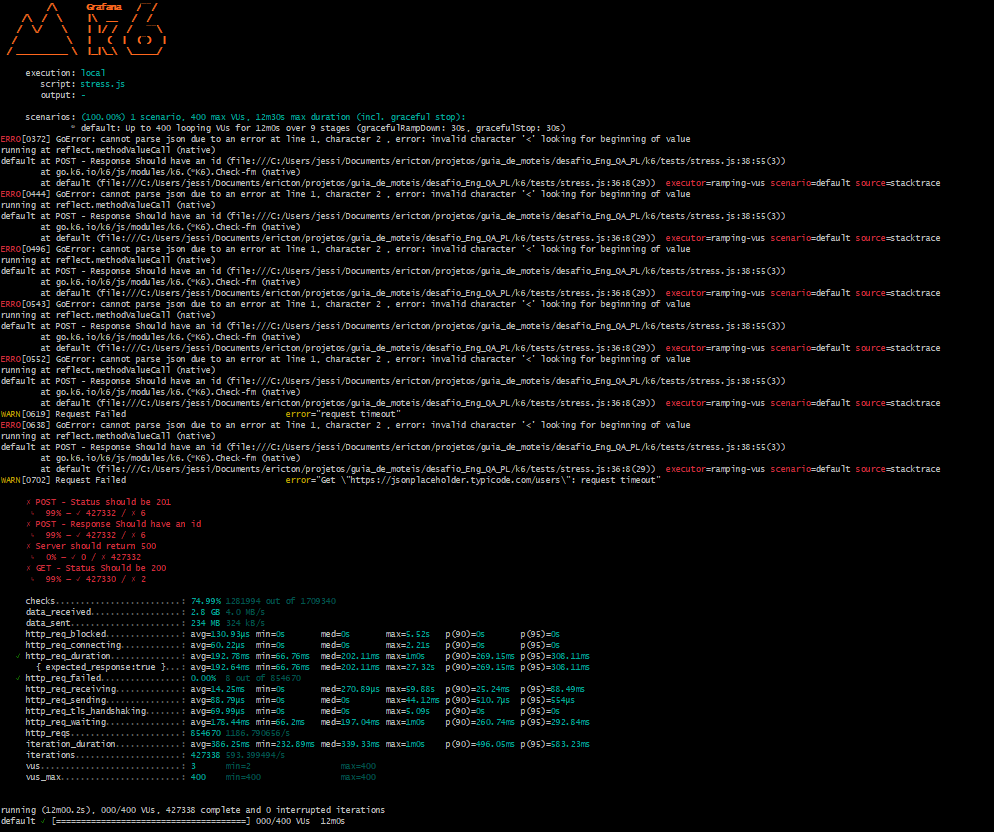 Grafana
execution: local
script: stress.js
output: -
scenarios: (100.00%) 1 scenario, 400 max VUs, 12m30s max duration (incl. graceful stop):
* default: Up to 400 looping VUs for 12m0s over 9 stages (gracefulRampDown: 30s, gracefulStop: 30s)
ERRO[0372] GoError: cannot parse json due to an error at line 1, character 2 , error: invalid character '<' looking for beginning of value
running at reflect.methodValueCall (native)
default at POST - Response Should have an id (file:///C:/Users/jessi/Documents/ericton/projetos/guia_de_moteis/desafio_Eng_QA_PL/k6/tests/stress.js:38:55(3))
at go.k6.io/k6/js/modules/k6.(*K6).Check-fm (native)
at default (file:///C:/Users/jessi/Documents/ericton/projetos/guia_de_moteis/desafio_Eng_QA_PL/k6/tests/stress.js:36:8(29)) executor=ramping-vus scenario=default source=stacktrace
ERRO[0444] GoError: cannot parse json due to an error at line 1, character 2 , error: invalid character '<' looking for beginning of value
running at reflect.methodValueCall (native)
default at POST - Response Should have an id (file:///C:/Users/jessi/Documents/ericton/projetos/guia_de_moteis/desafio_Eng_QA_PL/k6/tests/stress.js:38:55(3))
at go.k6.io/k6/js/modules/k6.(*K6).Check-fm (native)
at default (file:///C:/Users/jessi/Documents/ericton/projetos/guia_de_moteis/desafio_Eng_QA_PL/k6/tests/stress.js:36:8(29)) executor=ramping-vus scenario=default source=stacktrace
ERRO[0496] GoError: cannot parse json due to an error at line 1, character 2 , error: invalid character '<' looking for beginning of value
running at reflect.methodValueCall (native)
default at POST - Response Should have an id (file:///C:/Users/jessi/Documents/ericton/projetos/guia_de_moteis/desafio_Eng_QA_PL/k6/tests/stress.js:38:55(3))
at go.k6.io/k6/js/modules/k6.(*K6).Check-fm (native)
at default (file:///C:/Users/jessi/Documents/ericton/projetos/guia_de_moteis/desafio_Eng_QA_PL/k6/tests/stress.js:36:8(29)) executor=ramping-vus scenario=default source=stacktrace
ERRO[0543] GoError: cannot parse json due to an error at line 1, character 2 , error: invalid character '<' looking for beginning of value
running at reflect.methodValueCall (native)
default at POST - Response Should have an id (file:///C:/Users/jessi/Documents/ericton/projetos/guia_de_moteis/desafio_Eng_QA_PL/k6/tests/stress.js:38:55(3))
at go.k6.io/k6/js/modules/k6.(*K6).Check-fm (native)
at default (file:///C:/Users/jessi/Documents/ericton/projetos/guia_de_moteis/desafio_Eng_QA_PL/k6/tests/stress.js:36:8(29)) executor=ramping-vus scenario=default source=stacktrace
ERRO[0552] GoError: cannot parse json due to an error at line 1, character 2 , error: invalid character '<' looking for beginning of value
running at reflect.methodValueCall (native)
default at POST - Response Should have an id (file:///C:/Users/jessi/Documents/ericton/projetos/guia_de_moteis/desafio_Eng_QA_PL/k6/tests/stress.js:38:55(3))
at go.k6.io/k6/js/modules/k6.(*K6).Check-fm (native)
at default (file:///C:/Users/jessi/Documents/ericton/projetos/guia_de_moteis/desafio_Eng_QA_PL/k6/tests/stress.js:36:8(29)) executor=ramping-vus scenario=default source=stacktrace
WARN[0619] Request Failed error="request timeout"
ERRO[0638] GoError: cannot parse json due to an error at line 1, character 2 , error: invalid character '<' looking for beginning of value
running at reflect.methodValueCall (native)
default at POST - Response Should have an id (file:///C:/Users/jessi/Documents/ericton/projetos/guia_de_moteis/desafio_Eng_QA_PL/k6/tests/stress.js:38:55(3))
at go.k6.io/k6/js/modules/k6.(*K6).Check-fm (native)
at default (file:///C:/Users/jessi/Documents/ericton/projetos/guia_de_moteis/desafio_Eng_QA_PL/k6/tests/stress.js:36:8(29)) executor=ramping-vus scenario=default source=stacktrace
WARN[0702] Request Failed error="Get \"https://jsonplaceholder.typicode.com/users\": request timeout"
✗ POST - Status should be 201
↳ 99% — ✓ 427332 / ✗ 6
✗ POST - Response Should have an id
↳ 99% — ✓ 427332 / ✗ 6
✗ Server should return 500
↳ 0% — ✓ 0 / ✗ 427332
✗ GET - Status Should be 200
↳ 99% — ✓ 427330 / ✗ 2
checks.........................: 74.99% 1281994 out of 1709340
data_received..................: 2.8 GB 4.0 MB/s
data_sent......................: 234 MB 324 kB/s
http_req_blocked...............: avg=130.93µs min=0s med=0s max=5.52s p(90)=0s p(95)=0s
http_req_connecting............: avg=60.22µs min=0s med=0s max=2.21s p(90)=0s p(95)=0s
✓ http_req_duration..............: avg=192.78ms min=66.76ms med=202.11ms max=1m0s p(90)=269.15ms p(95)=308.11ms
{ expected_response:true }...: avg=192.64ms min=66.76ms med=202.11ms max=27.32s p(90)=269.15ms p(95)=308.11ms
✓ http_req_failed................: 0.00% 8 out of 854670
http_req_receiving.............: avg=14.25ms min=0s med=270.89µs max=59.88s p(90)=25.24ms p(95)=88.49ms
http_req_sending...............: avg=88.79µs min=0s med=0s max=44.12ms p(90)=510.7µs p(95)=554µs
http_req_tls_handshaking.......: avg=69.99µs min=0s med=0s max=5.09s p(90)=0s p(95)=0s
http_req_waiting...............: avg=178.44ms min=66.2ms med=197.04ms max=1m0s p(90)=260.74ms p(95)=292.84ms
http_reqs......................: 854670 1186.790656/s
iteration_duration.............: avg=386.25ms min=232.89ms med=339.33ms max=1m0s p(90)=496.05ms p(95)=583.23ms
iterations.....................: 427338 593.399494/s
vus............................: 3 min=2 max=400
vus_max........................: 400 min=400 max=400
running (12m00.2s), 000/400 VUs, 427338 complete and 0 interrupted iterations
default ✓ [======================================] 000/400 VUs 12m0s